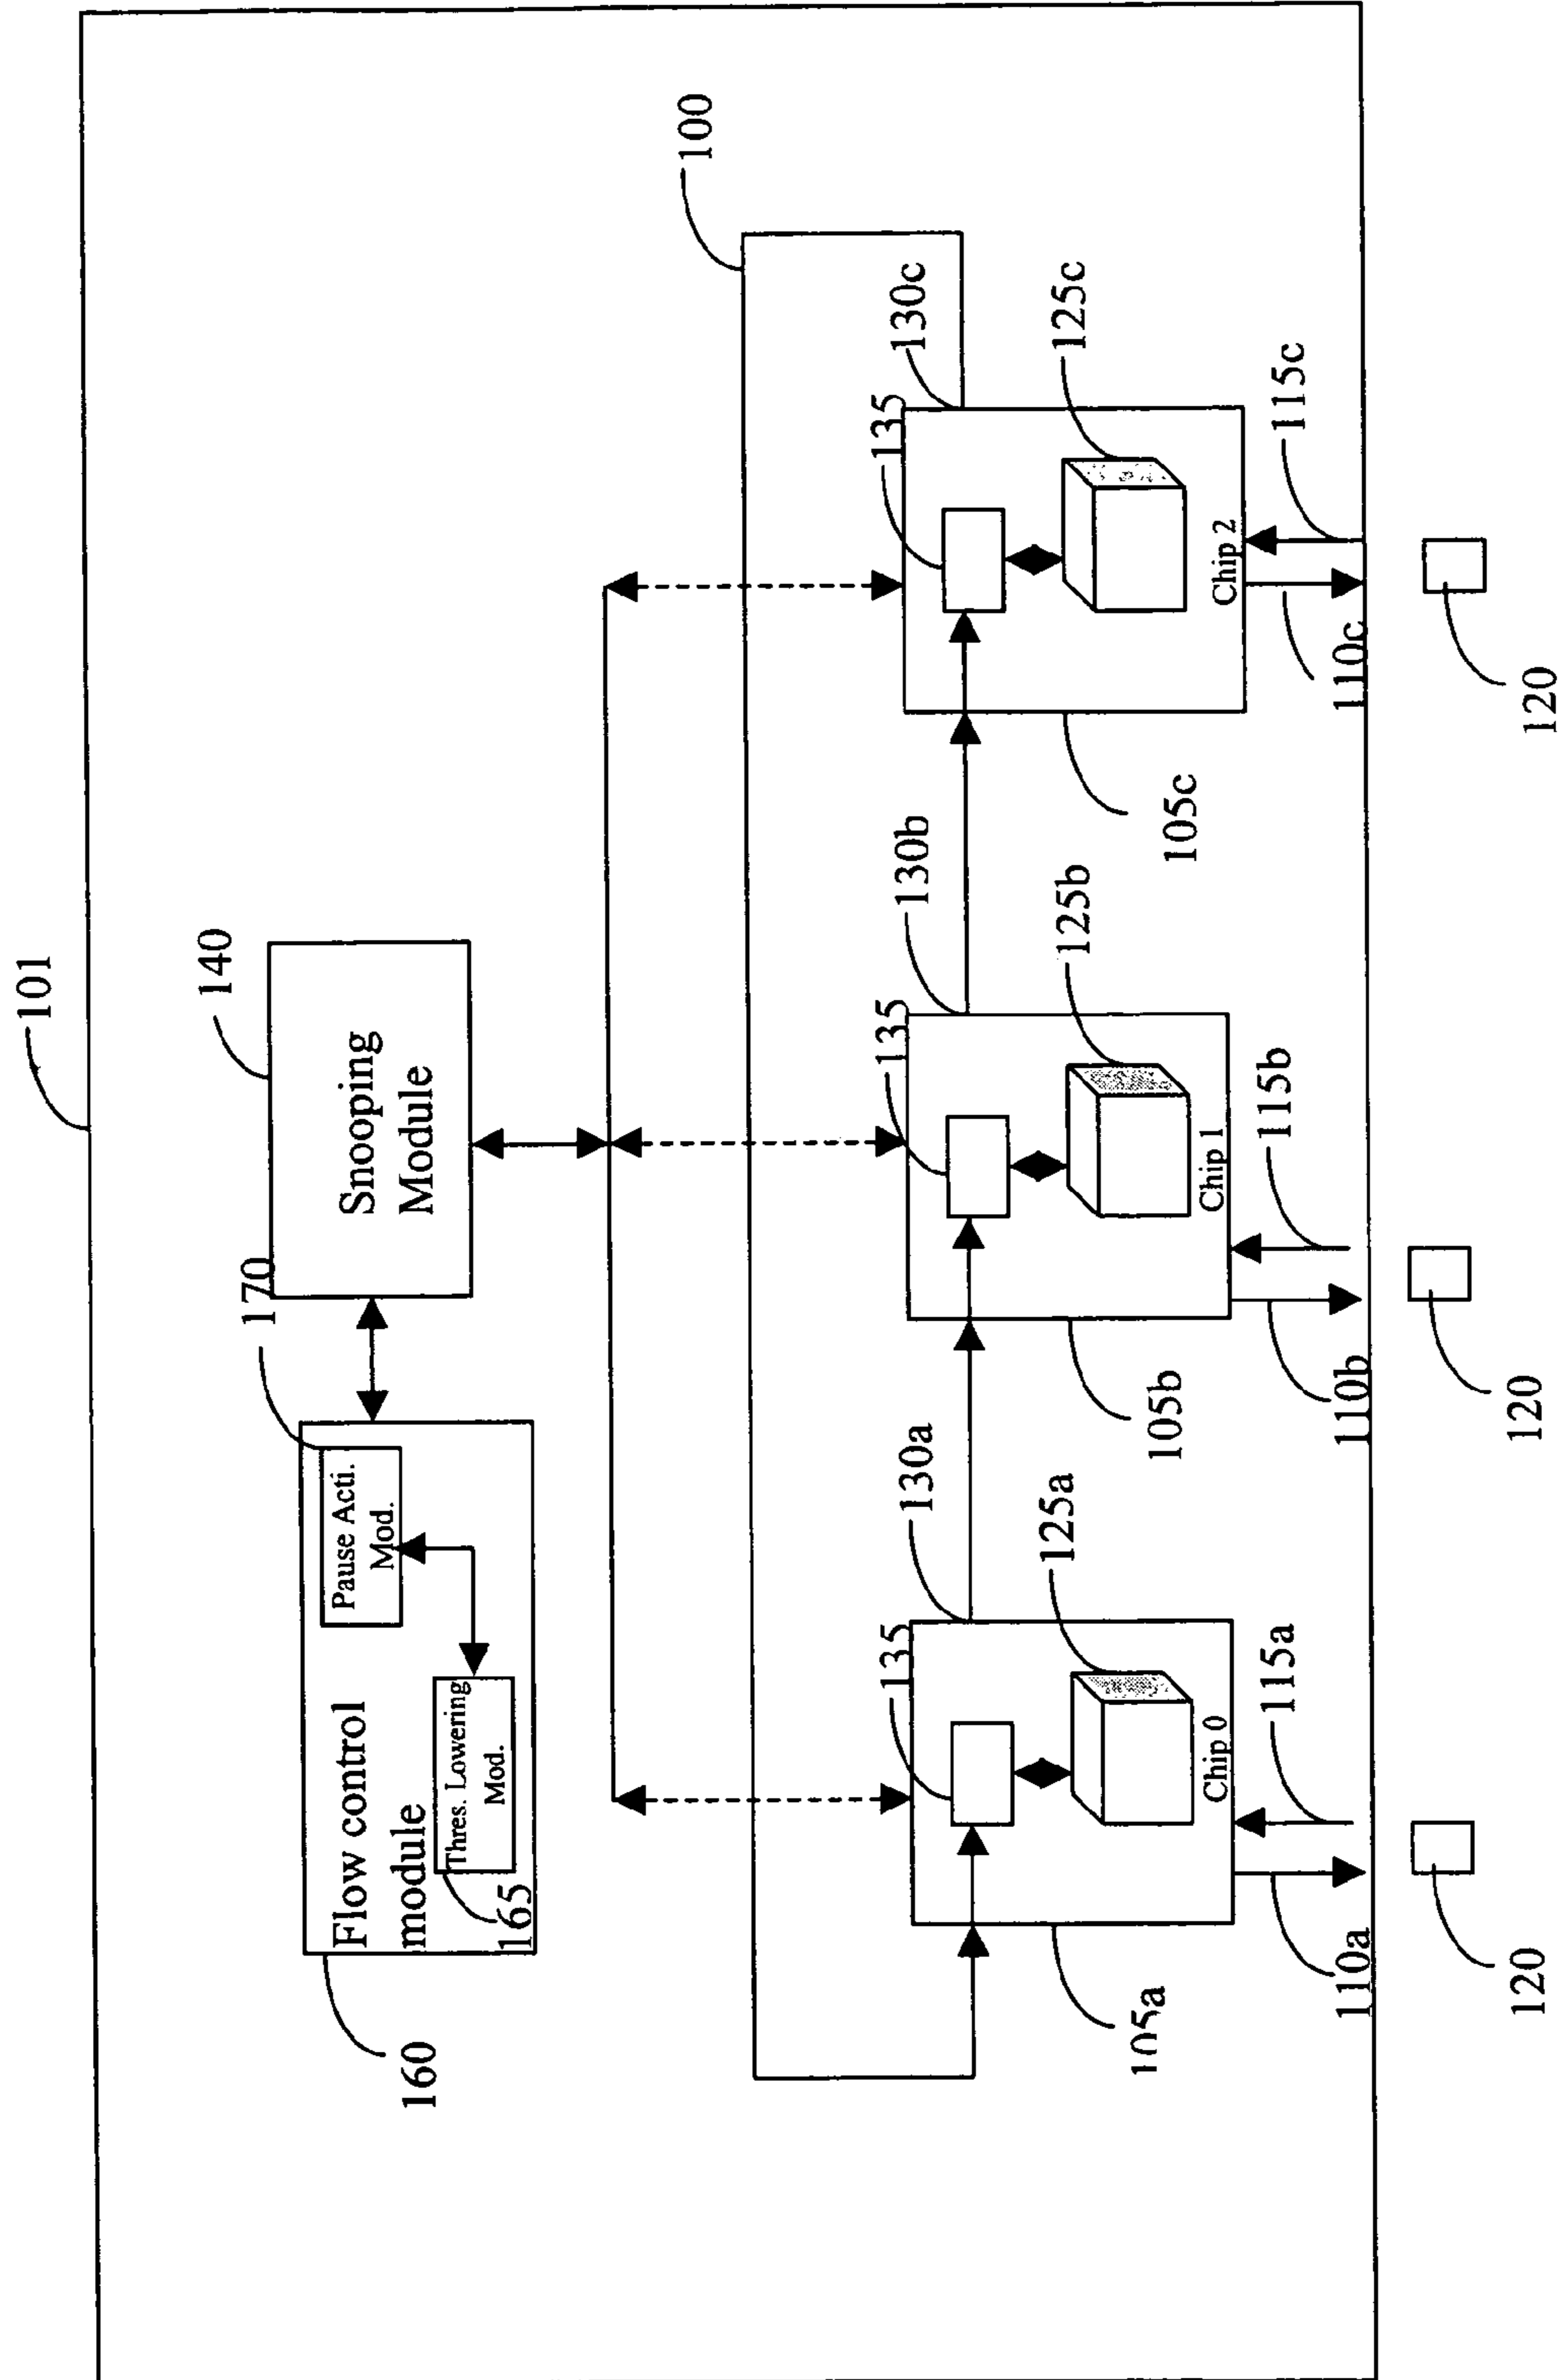 101
140
Snooping
Module
170
Pause Acti.
Mod.
Flow control
module
Thres. Lowering
Mod.
165
160
100
130a
130b
130c
135
135
135
125a
125b
125c
Chip 0
Chip 1
Chip 2
105a
105b
105c
110a
115a
110b
115b
110c
115c
120
120
120